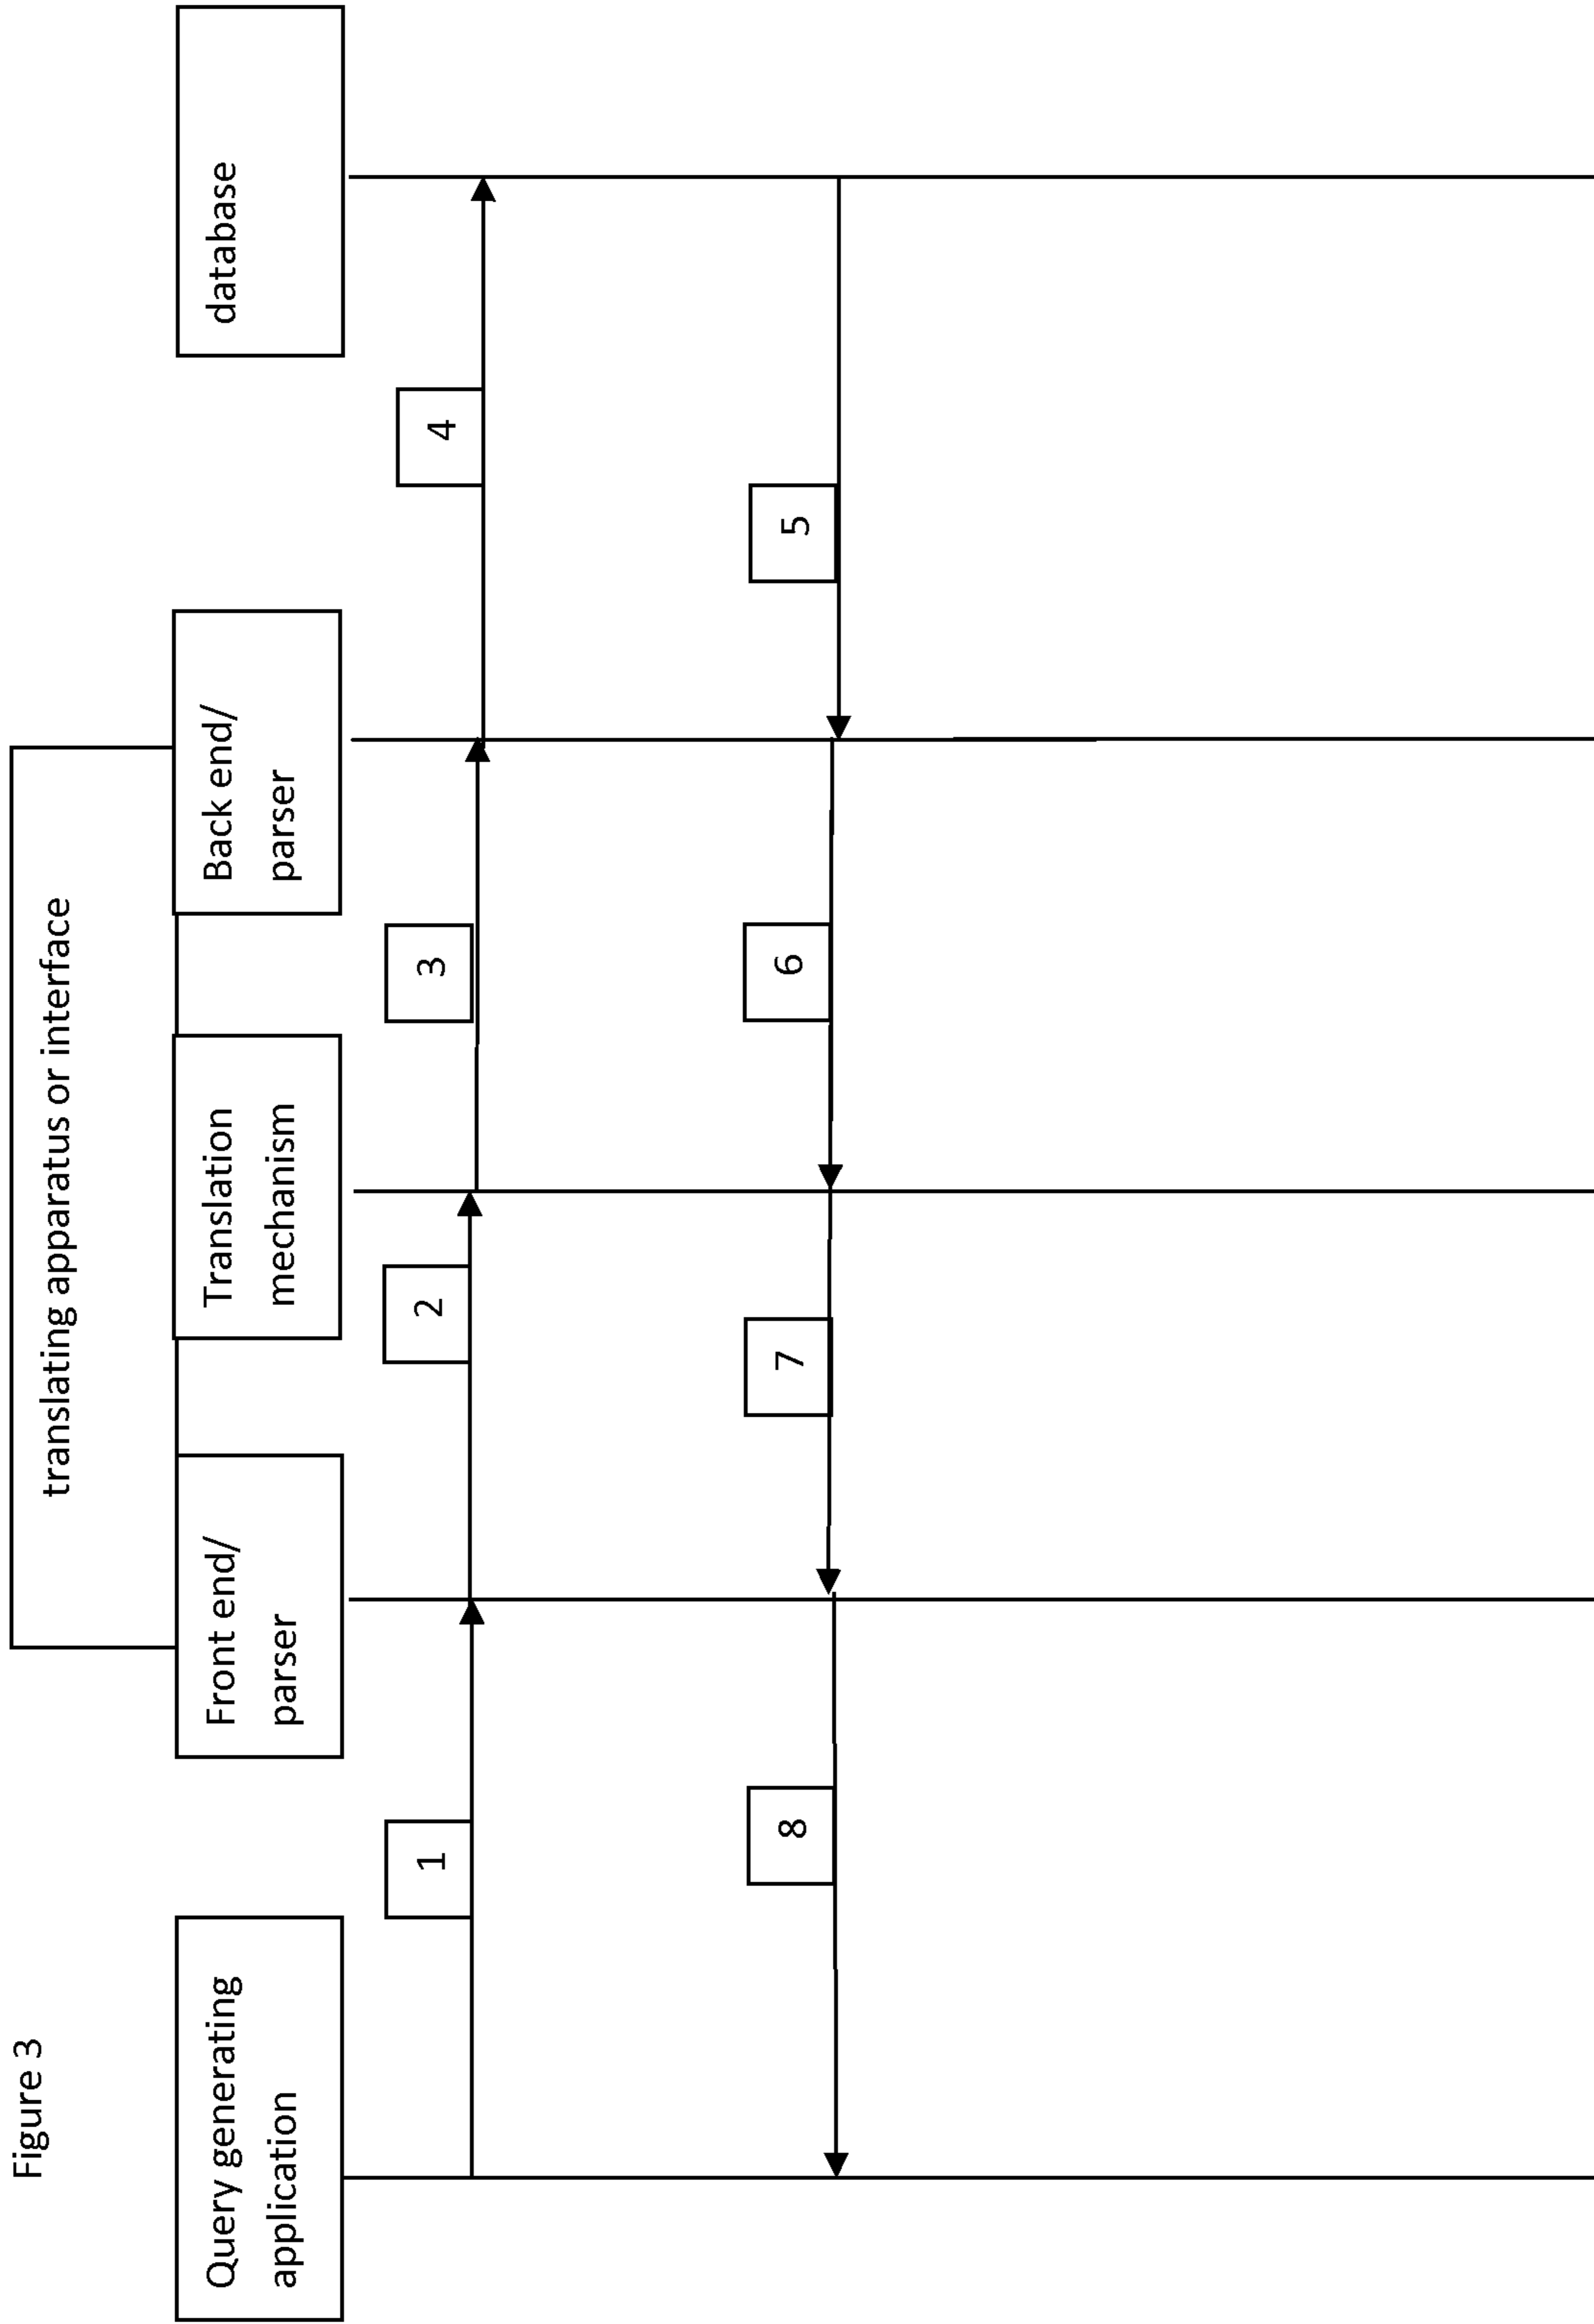 Figure 3
translating apparatus or interface
Query generating
application
Front end/
parser
Translation
mechanism
Back end/
parser
database
1
2
3
4
5
6
7
8